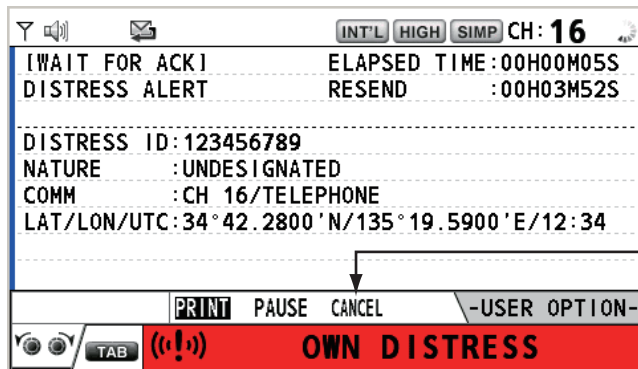 INT'L HIGH SIMP CH: 16
[WAIT FOR ACK] ELAPSED TIME:00H00M05S
DISTRESS ALERT RESEND :00H03M52S
DISTRESS ID:123456789
NATURE :UNDESIGNATED
COMM :CH 16/TELEPHONE
LAT/LON/UTC:34°42.2800'N/135°19.5900'E/12:34
PRINT PAUSE CANCEL -USER OPTION-
TAB OWN DISTRESS